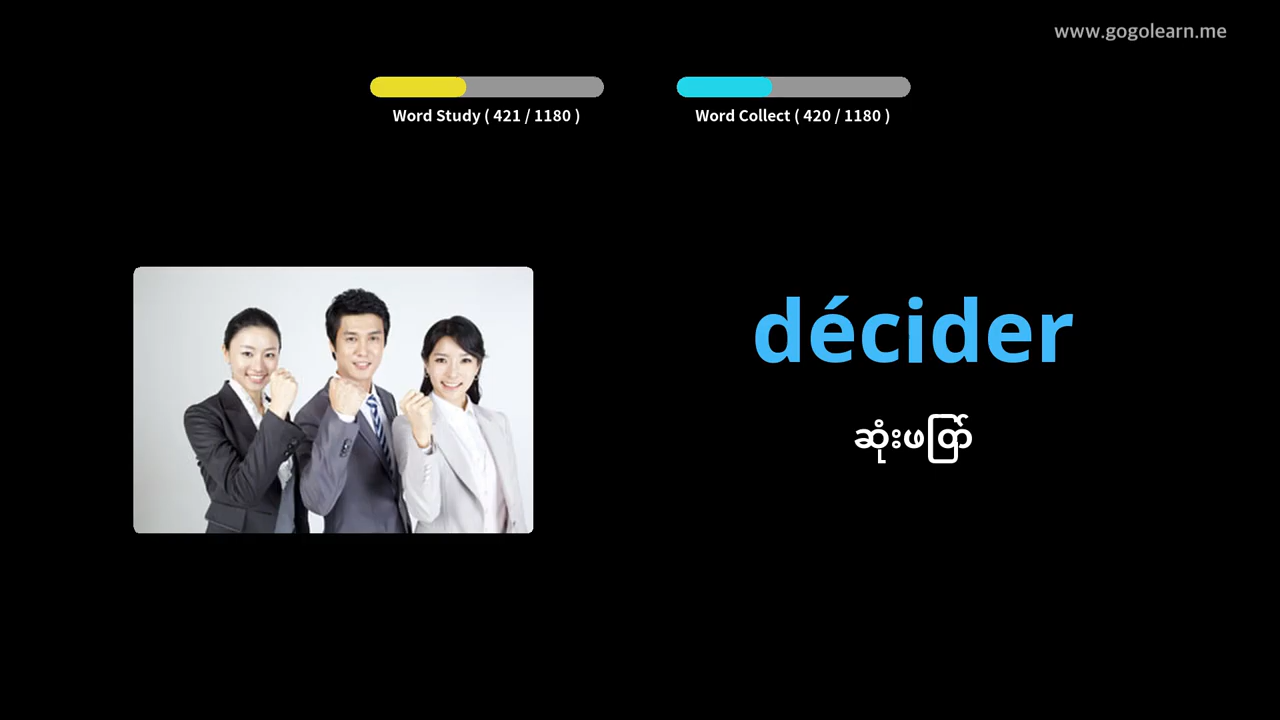 www.gogolearn.me
Word Study ( 421 / 1180 )
Word Collect ( 420 / 1180 )
décider
ဆုံးဖြတ်